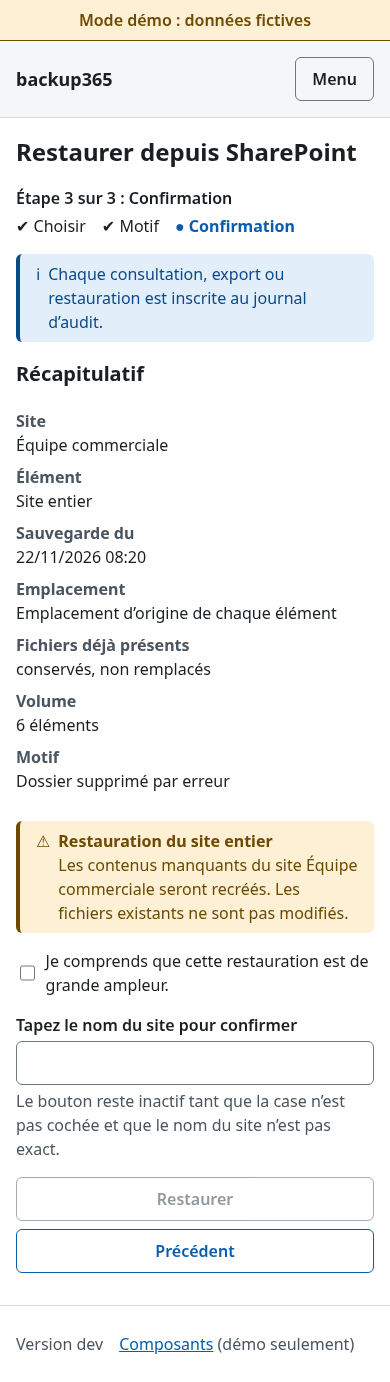 Mode démo : données fictives
backup365
Menu
Restaurer depuis SharePoint
Étape 3 sur 3 : Confirmation
✔ Choisir ✔ Motif ● Confirmation
i Chaque consultation, export ou
restauration est inscrite au journal
d’audit.
Récapitulatif
Site
Équipe commerciale
Élément
Site entier
Sauvegarde du
22/11/2026 08:20
Emplacement
Emplacement d’origine de chaque élément
Fichiers déjà présents
conservés, non remplacés
Volume
6 éléments
Motif
Dossier supprimé par erreur
⚠ Restauration du site entier
Les contenus manquants du site Équipe
commerciale seront recréés. Les
fichiers existants ne sont pas modifiés.
Je comprends que cette restauration est de
grande ampleur.
Tapez le nom du site pour confirmer
Le bouton reste inactif tant que la case n’est
pas cochée et que le nom du site n’est pas
exact.
Restaurer
Précédent
Version dev Composants (démo seulement)